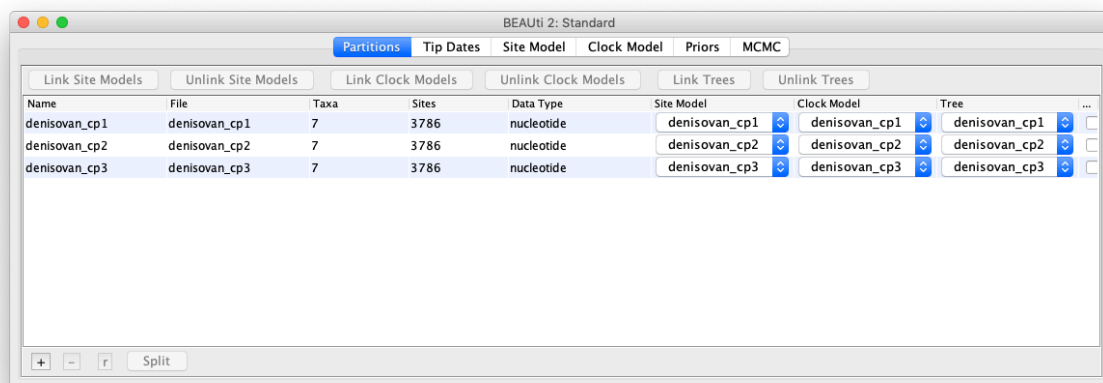 BEAUti 2: Standard
Partitions Tip Dates Site Model Clock Model Priors MCMC
Link Site Models Unlink Site Models Link Clock Models Unlink Clock Models Link Trees Unlink Trees
Name File Taxa Sites Data Type Site Model Clock Model Tree ...
denisovan_cp1 denisovan_cp1 7 3786 nucleotide denisovan_cp1 denisovan_cp1 denisovan_cp1
denisovan_cp2 denisovan_cp2 7 3786 nucleotide denisovan_cp2 denisovan_cp2 denisovan_cp2
denisovan_cp3 denisovan_cp3 7 3786 nucleotide denisovan_cp3 denisovan_cp3 denisovan_cp3
+ - r Split